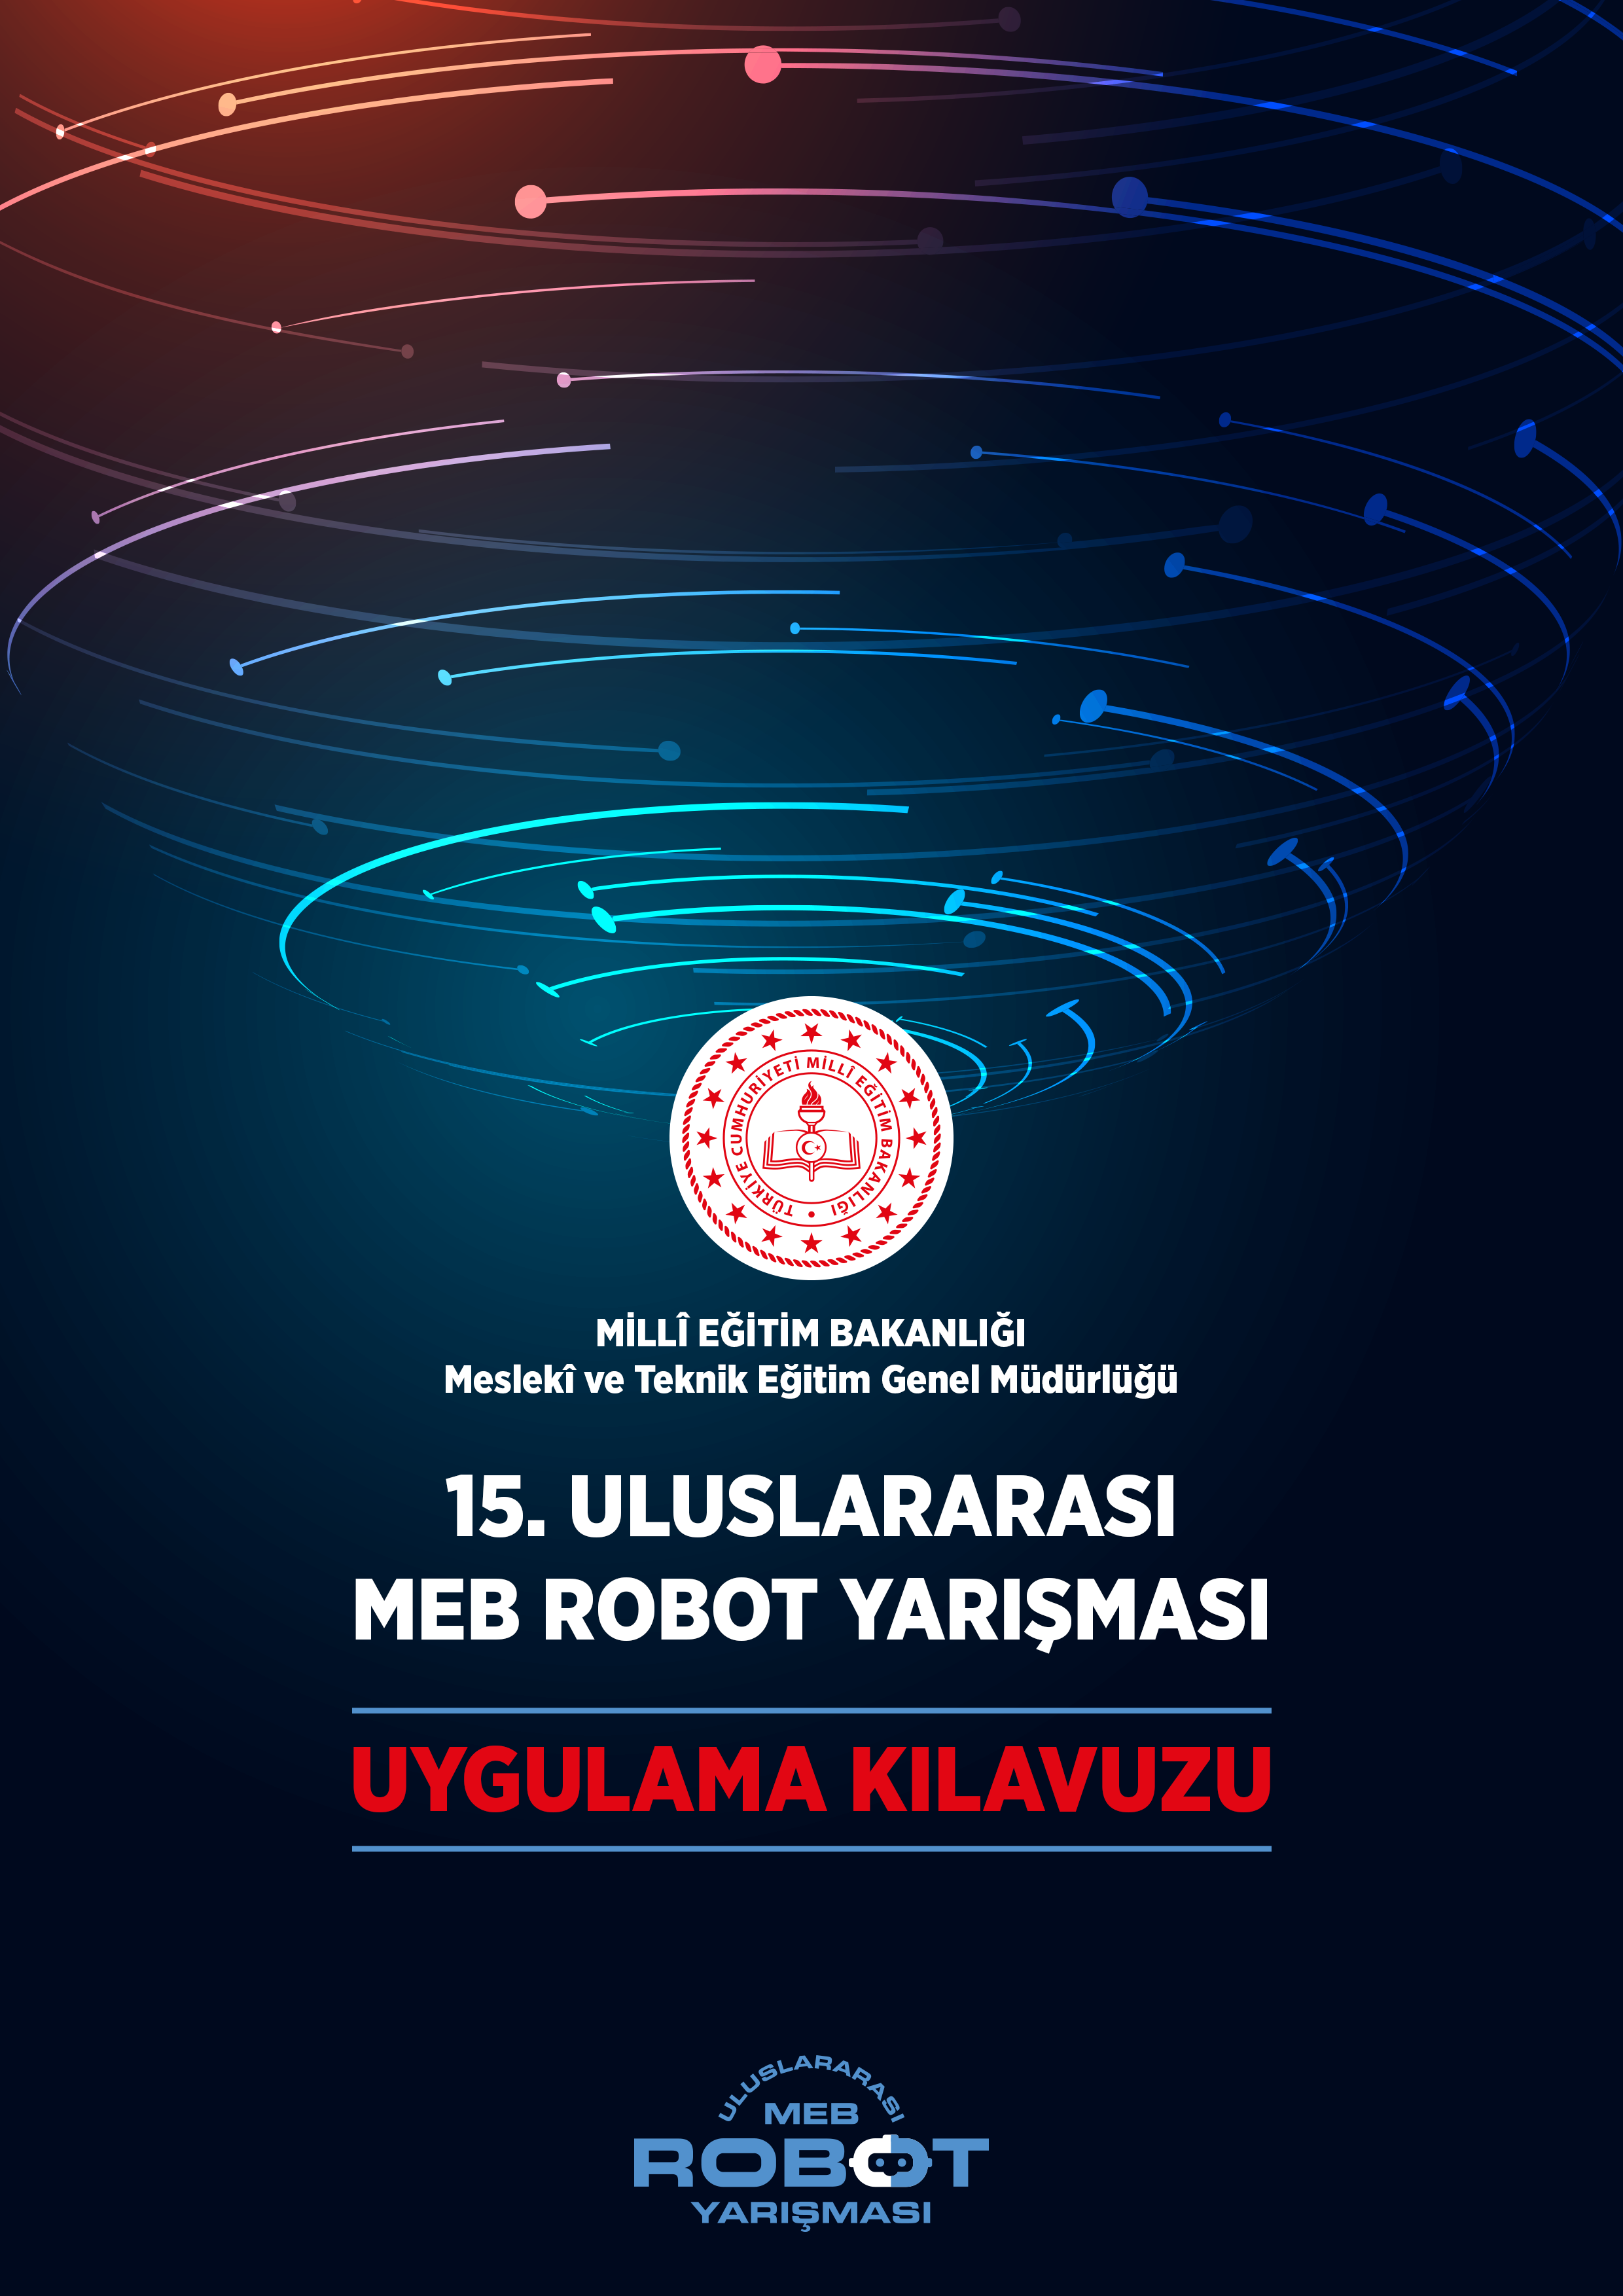 TÜRKİYE CUMHURİYETİ MİLLÎ EĞİTİM BAKANLIĞI
MİLLÎ EĞİTİM BAKANLIĞI
Meslekî ve Teknik Eğitim Genel Müdürlüğü
15. ULUSLARARASI
MEB ROBOT YARIŞMASI
UYGULAMA KILAVUZU
ULUSLARARASI
MEB
ROBOT
YARIŞMASI